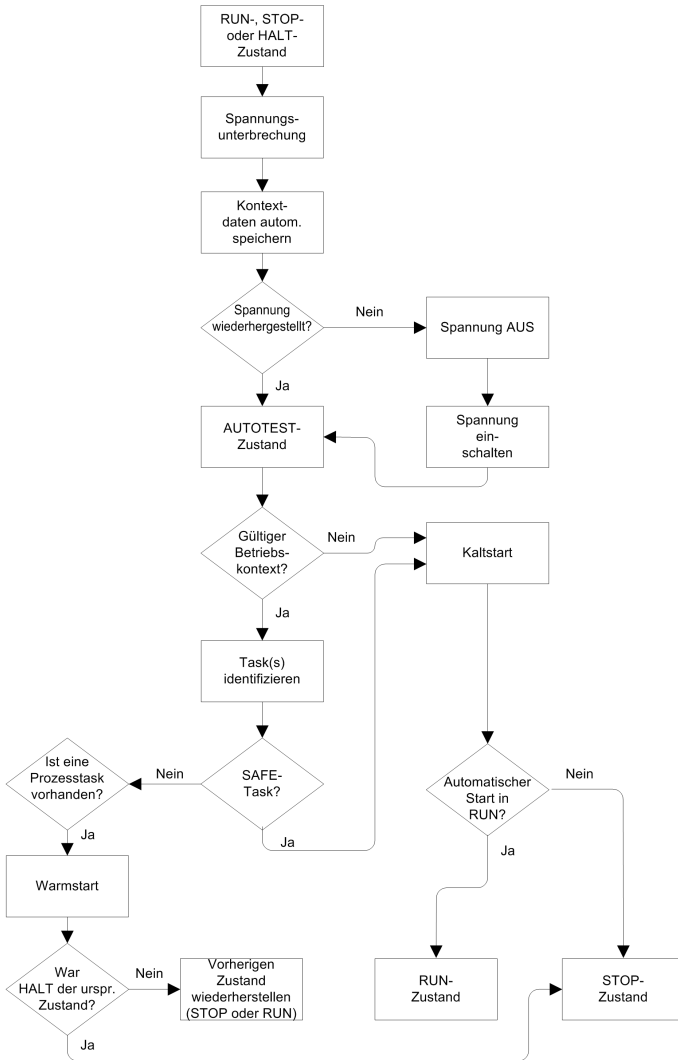 RUN-, STOP-
oder HALT-
Zustand
Spannungs-
unterbrechung
Kontext-
daten autom.
speichern
Spannung
wiederhergestellt?
Nein
Spannung AUS
Ja
AUTOTEST-
Zustand
Spannung
ein-
schalten
Gültiger
Betriebs-
kontext?
Nein
Kaltstart
Ja
Task(s)
identifizieren
Ist eine
Prozesstask
vorhanden?
Nein
SAFE-
Task?
Automatischer
Start in
RUN?
Nein
Ja
Ja
Ja
Warmstart
War
HALT der urspr.
Zustand?
Nein
Vorherigen
Zustand
wiederherstellen
(STOP oder RUN)
RUN-
Zustand
STOP-
Zustand
Ja